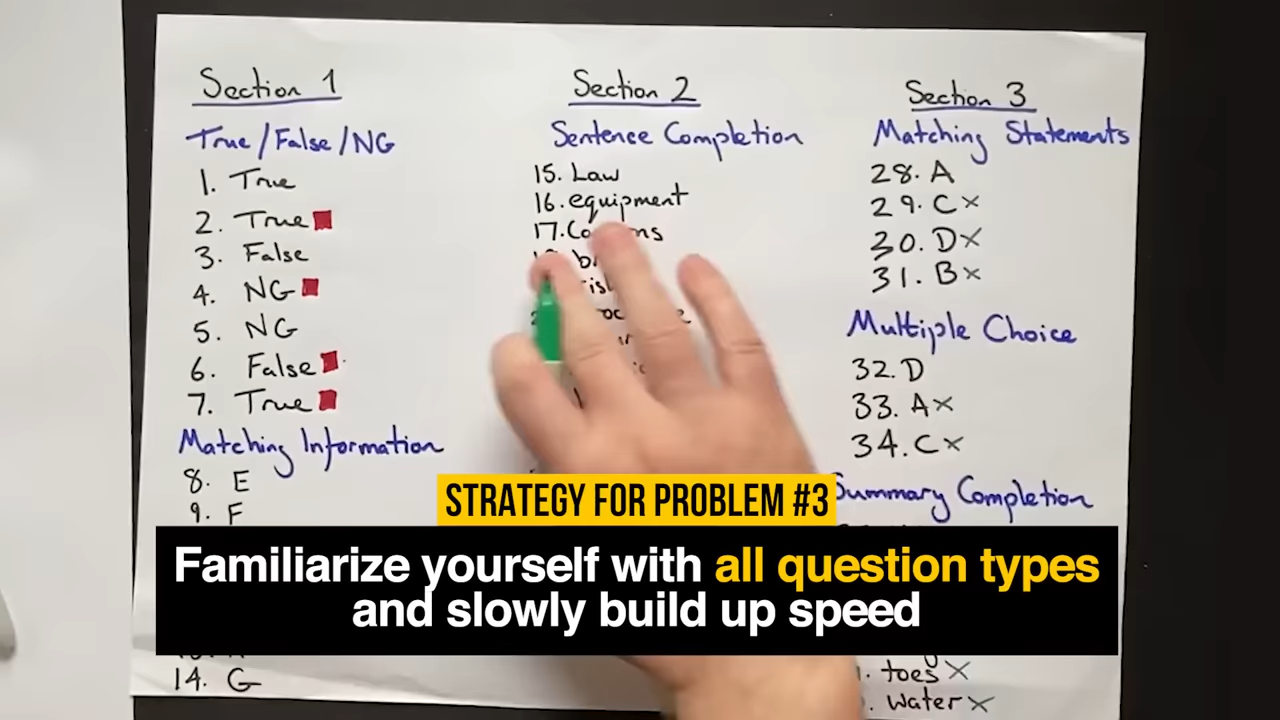 Section 1
True/False/NG
1. True
2. True
3. False
4. NG
5. NG
6. False
7. True
Matching Information
8. E
9. F
14. G
Section 2
Sentence Completion
15. Law
16. equipment
17.
Section 3
Matching Statements
28. A
29. C x
30. D x
31. B x
Multiple Choice
32. D
33. A x
34. C x
Summary Completion
toes x
water x
STRATEGY FOR PROBLEM #3
Familiarize yourself with all question types
and slowly build up speed